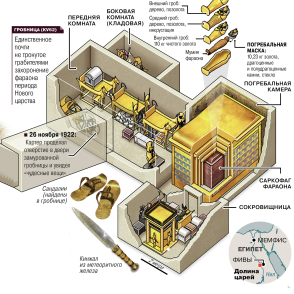 ГРОБНИЦА (KV62)
Единственное
почти
не тронутое
грабителями
захоронение
фараона
периода
Нового
царства
ПЕРЕДНЯЯ
КОМНАТА
БОКОВАЯ
КОМНАТА
(КЛАДОВАЯ)
Внешний гроб:
дерево, позолота
Средний гроб:
дерево, позолота,
инкрустация
Внутренний гроб:
110 кг чистого золота
ПОГРЕБАЛЬНАЯ
МАСКА:
10,23 кг золота,
драгоценные
и полудрагоценные
камни, стекло
ПОГРЕБАЛЬНАЯ
КАМЕРА
26 ноября 1922:
Картер проделал
отверстие в двери
замурованной
гробницы и увидел
«чудесные вещи»
САРКОФАГ
ФАРАОНА
СОКРОВИЩНИЦА
Сандалии
(найдены
в гробнице)
Кинжал
из метеоритного
железа
МЕМФИС
ЕГИПЕТ
ФИВЫ
Долина
царей
Нил